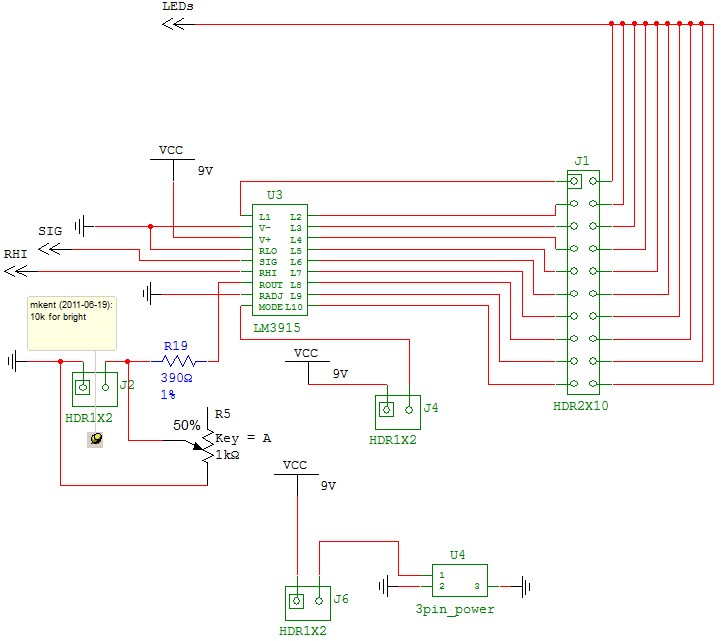 LEDs
VCC
9V
J1
U3
L1 L2
V- L3
V+ L4
RLO L5
SIG L6
RHI L7
ROUT L8
RADJ L9
MODE L10
LM3915
SIG
RHI
mkent (2011-06-19):
10k for bright
R19
390Ω
1%
J2
HDR1X2
VCC
9V
J4
HDR1X2
HDR2X10
R5
50%
Key = A
1kΩ
VCC
9V
J6
HDR1X2
U4
1
2 3
3pin_power